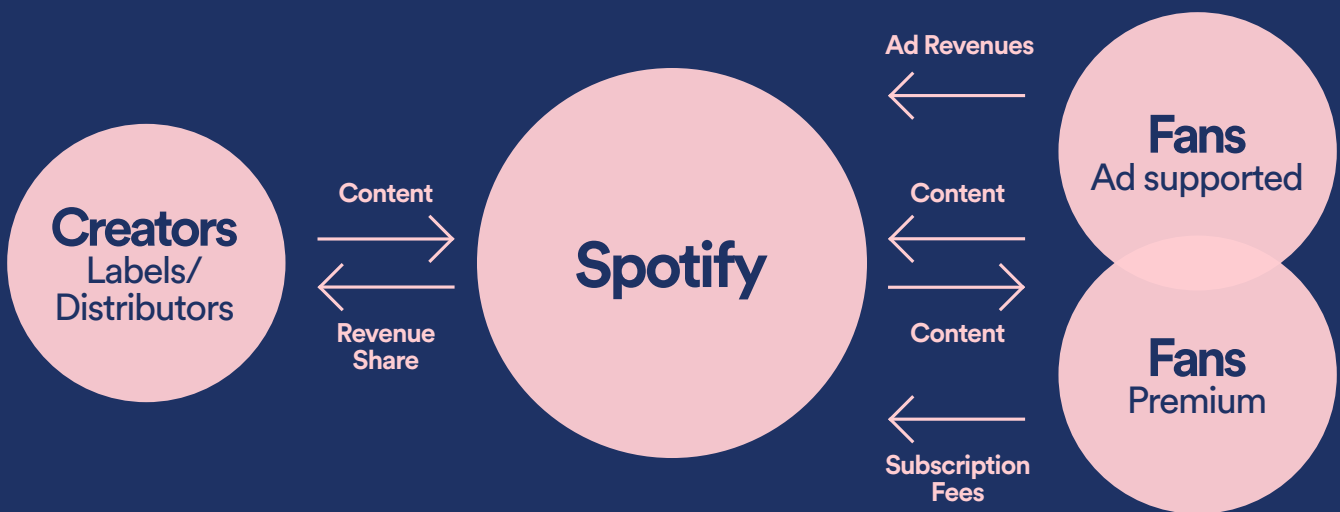 Creators
Labels/
Distributors
Content
Revenue
Share
Spotify
Ad Revenues
Content
Content
Subscription
Fees
Fans
Ad supported
Fans
Premium